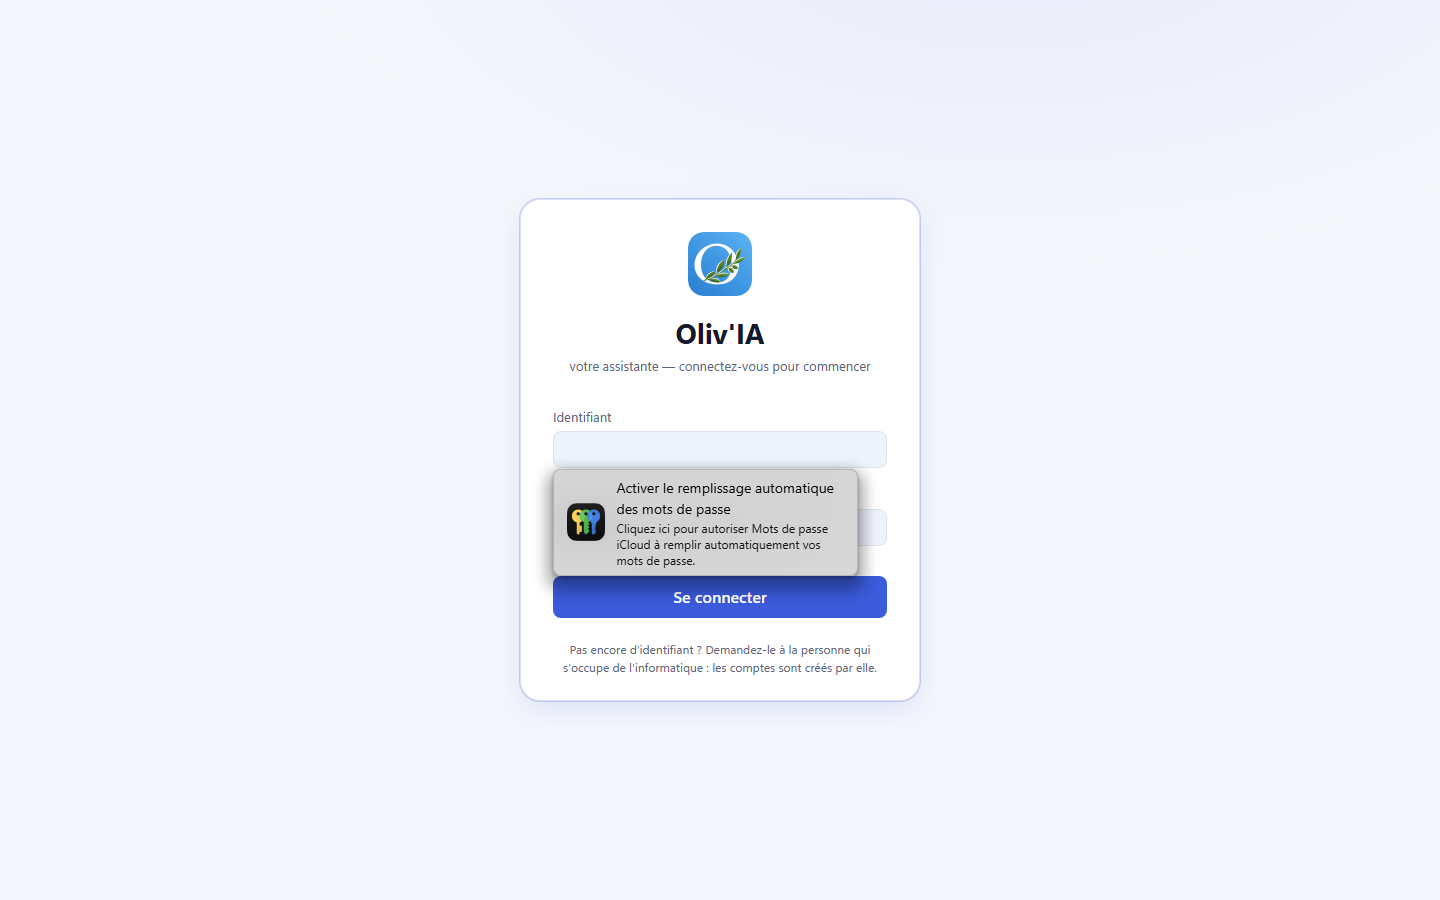 Oliv'IA
votre assistante — connectez-vous pour commencer
Identifiant
Activer le remplissage automatique
des mots de passe
Cliquez ici pour autoriser Mots de passe
iCloud à remplir automatiquement vos
mots de passe.
Se connecter
Pas encore d'identifiant ? Demandez-le à la personne qui
s'occupe de l'informatique : les comptes sont créés par elle.